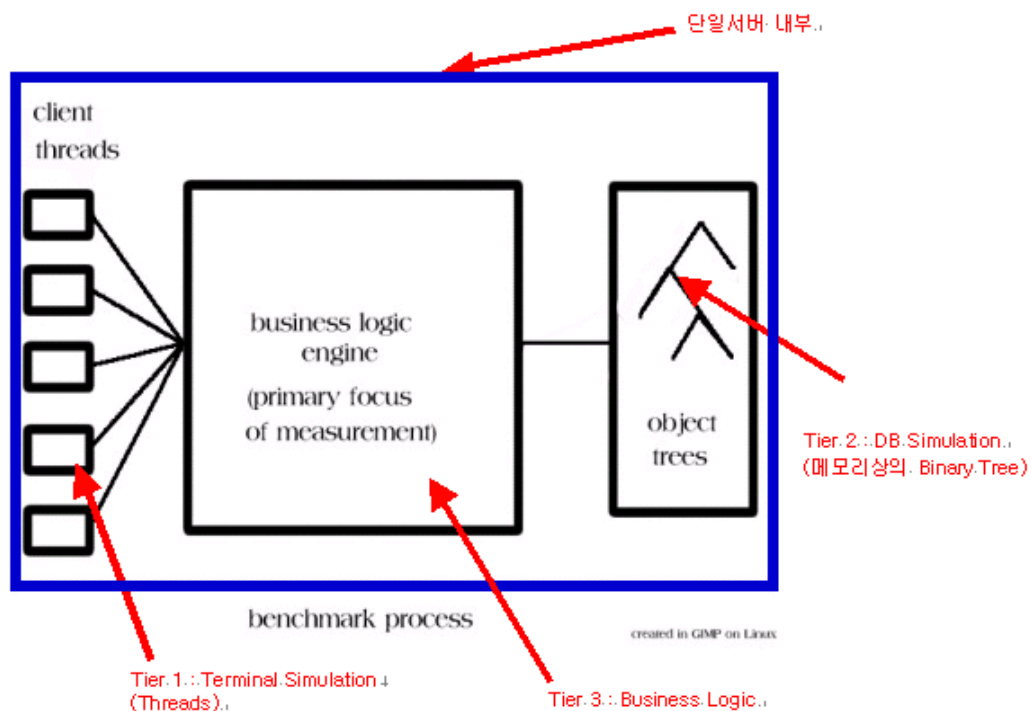 단일서버 내부.
client
threads
business logic
engine
(primary focus
of measurement)
object
trees
Tier 2 : DB Simulation.
(메모리상의 Binary Tree)
benchmark process
created in GIMP on Linux
Tier 1 : Terminal Simulation
(Threads).
Tier 3 : Business Logic.